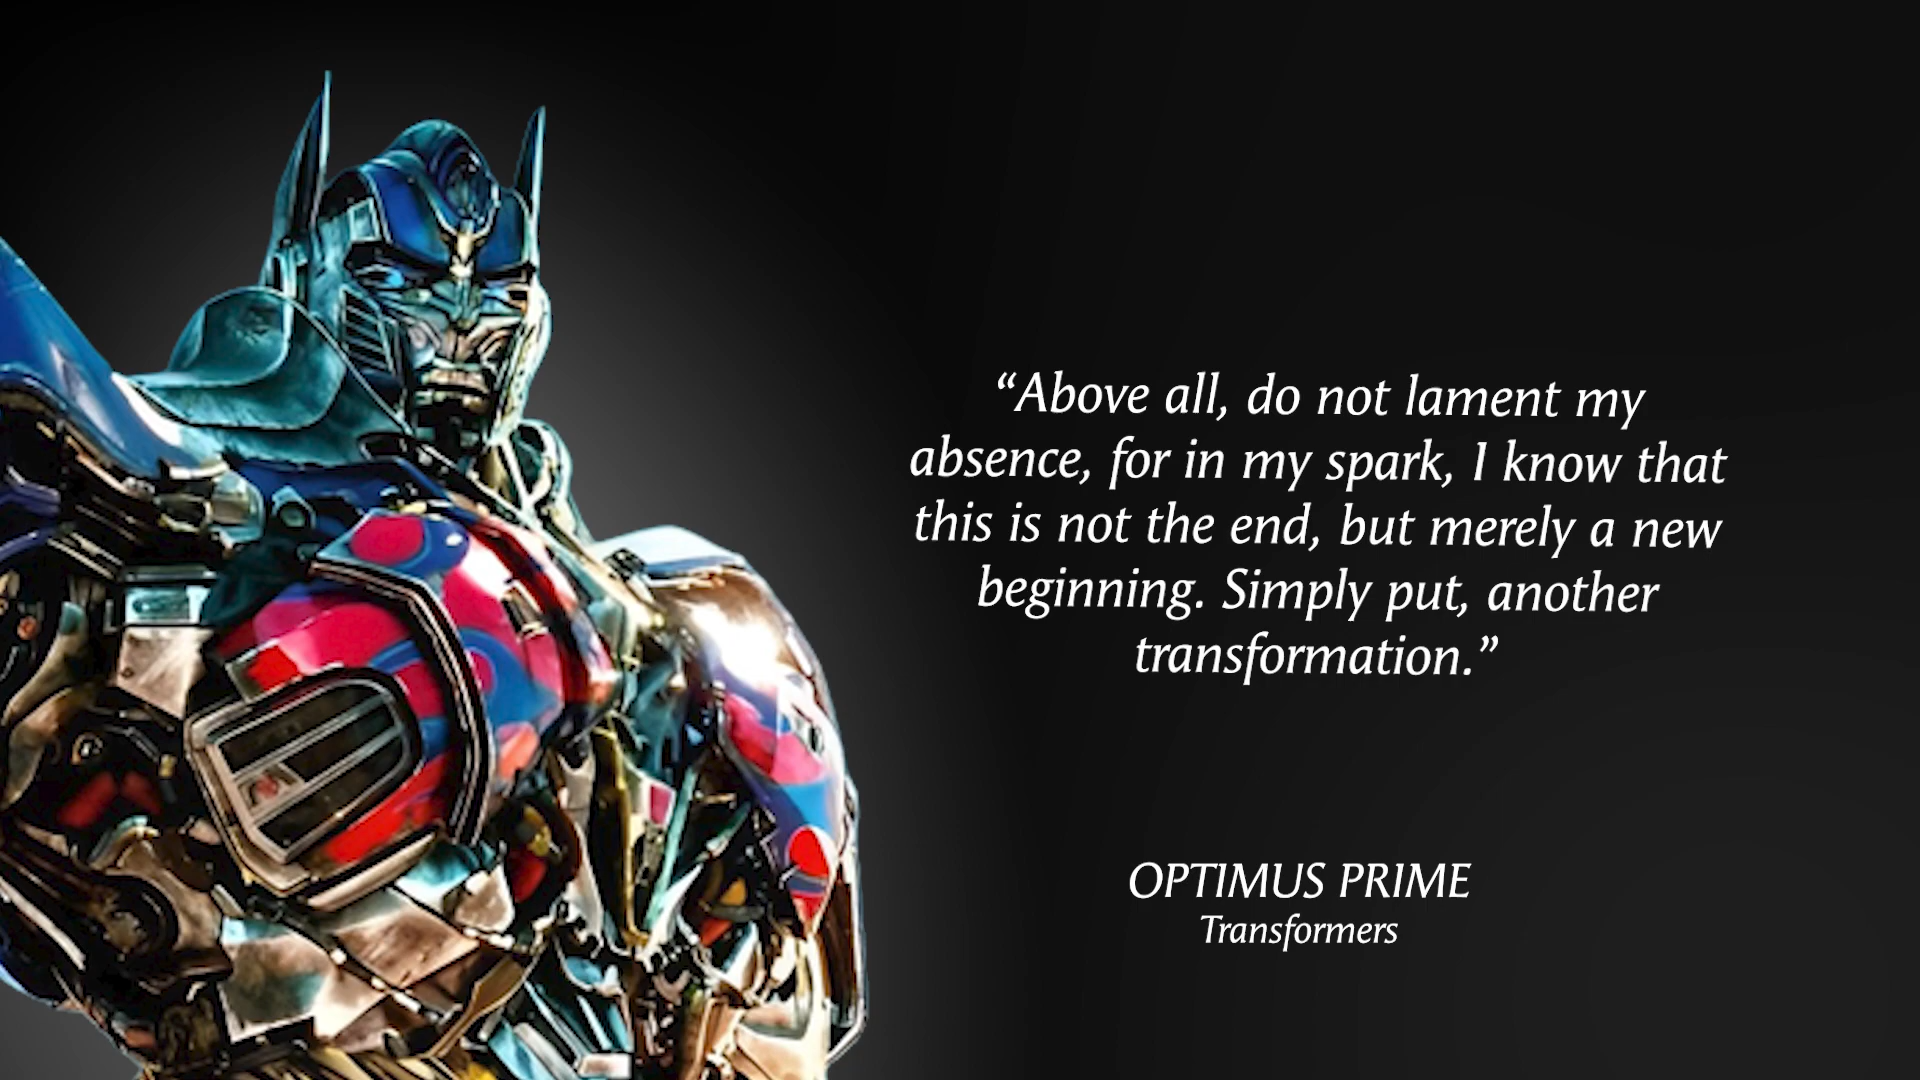 “Above all, do not lament my
absence, for in my spark, I know that
this is not the end, but merely a new
beginning. Simply put, another
transformation.”
OPTIMUS PRIME
Transformers